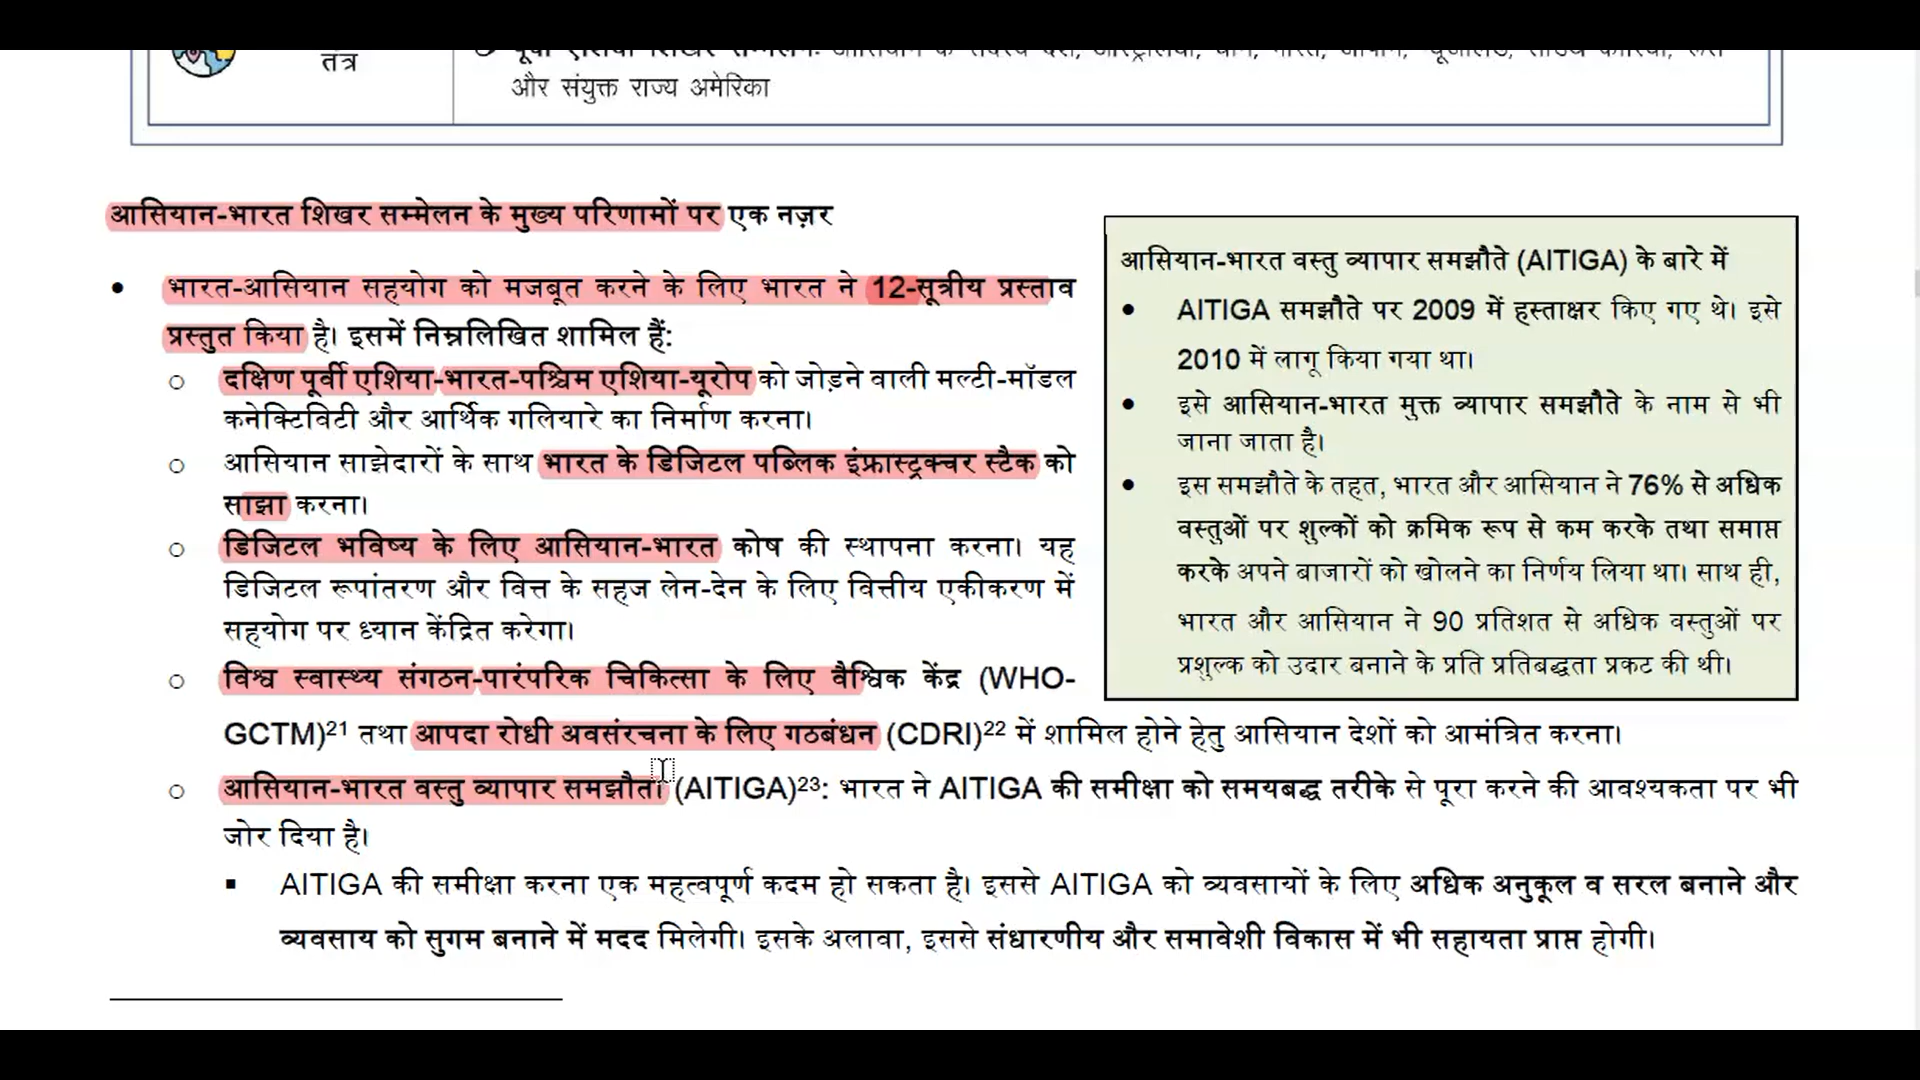 तंत्र
और संयुक्त राज्य अमेरिका
आसियान-भारत शिखर सम्मेलन के मुख्य परिणामों पर एक नज़र
• भारत-आसियान सहयोग को मजबूत करने के लिए भारत ने 12-सूत्रीय प्रस्ताव
प्रस्तुत किया है। इसमें निम्नलिखित शामिल हैं:
○ दक्षिण पूर्वी एशिया-भारत-पश्चिम एशिया-यूरोप को जोड़ने वाली मल्टी-मॉडल
कनेक्टिविटी और आर्थिक गलियारे का निर्माण करना।
○ आसियान साझेदारों के साथ भारत के डिजिटल पब्लिक इंफ्रास्ट्रक्चर स्टैक को
साझा करना।
○ डिजिटल भविष्य के लिए आसियान-भारत कोष की स्थापना करना। यह
डिजिटल रूपांतरण और वित्त के सहज लेन-देन के लिए वित्तीय एकीकरण में
सहयोग पर ध्यान केंद्रित करेगा।
○ विश्व स्वास्थ्य संगठन-पारंपरिक चिकित्सा के लिए वैश्विक केंद्र (WHO-
GCTM)21 तथा आपदा रोधी अवसंरचना के लिए गठबंधन (CDRI)22 में शामिल होने हेतु आसियान देशों को आमंत्रित करना।
○ आसियान-भारत वस्तु व्यापार समझौता (AITIGA)23: भारत ने AITIGA की समीक्षा को समयबद्ध तरीके से पूरा करने की आवश्यकता पर भी
जोर दिया है।
▪ AITIGA की समीक्षा करना एक महत्वपूर्ण कदम हो सकता है। इससे AITIGA को व्यवसायों के लिए अधिक अनुकूल व सरल बनाने और
व्यवसाय को सुगम बनाने में मदद मिलेगी। इसके अलावा, इससे संधारणीय और समावेशी विकास में भी सहायता प्राप्त होगी।
आसियान-भारत वस्तु व्यापार समझौते (AITIGA) के बारे में
• AITIGA समझौते पर 2009 में हस्ताक्षर किए गए थे। इसे
2010 में लागू किया गया था।
• इसे आसियान-भारत मुक्त व्यापार समझौते के नाम से भी
जाना जाता है।
• इस समझौते के तहत, भारत और आसियान ने 76% से अधिक
वस्तुओं पर शुल्कों को क्रमिक रूप से कम करके तथा समाप्त
करके अपने बाजारों को खोलने का निर्णय लिया था। साथ ही,
भारत और आसियान ने 90 प्रतिशत से अधिक वस्तुओं पर
प्रशुल्क को उदार बनाने के प्रति प्रतिबद्धता प्रकट की थी।